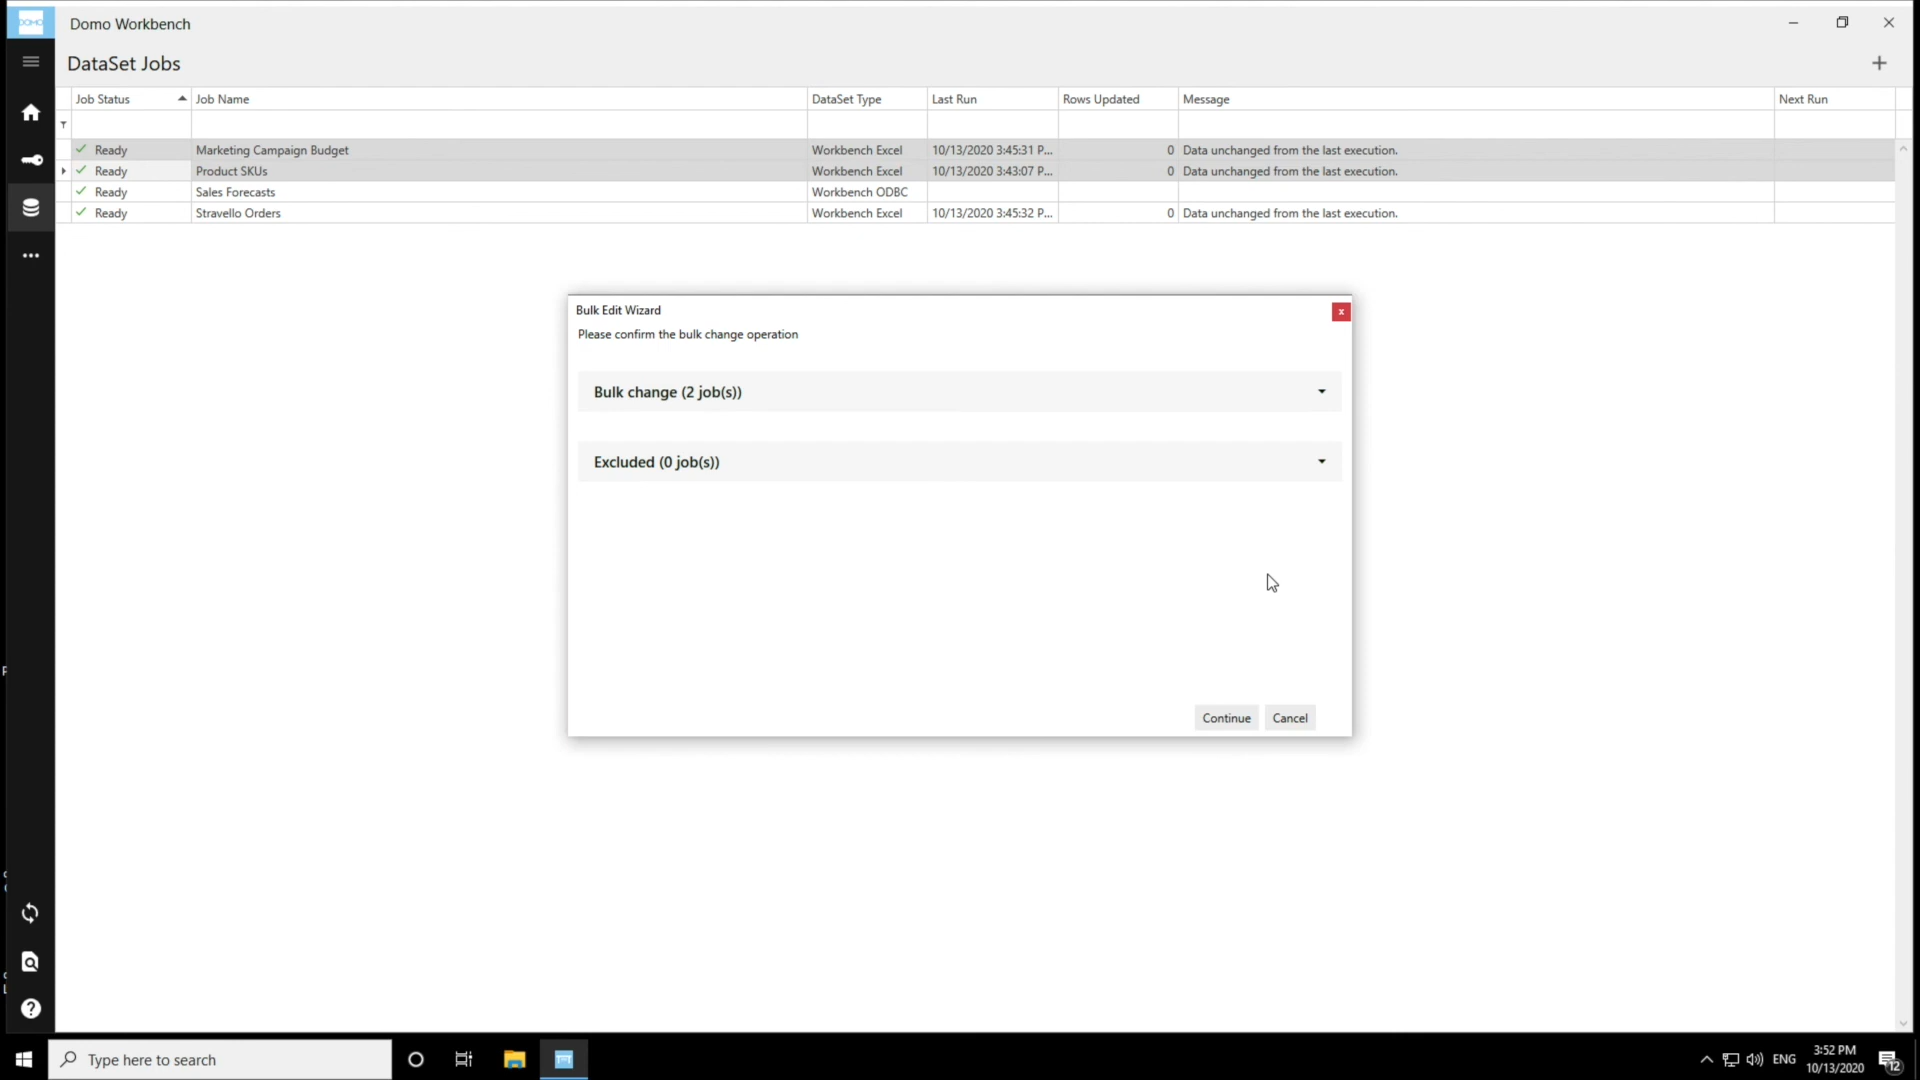 DOMO
Domo Workbench
DataSet Jobs
Job Status Job Name DataSet Type Last Run Rows Updated Message Next Run
Ready Marketing Campaign Budget Workbench Excel 10/13/2020 3:45:31 P... 0 Data unchanged from the last execution.
Ready Product SKUs Workbench Excel 10/13/2020 3:43:07 P... 0 Data unchanged from the last execution.
Ready Sales Forecasts Workbench ODBC
Ready Stravello Orders Workbench Excel 10/13/2020 3:45:32 P... 0 Data unchanged from the last execution.
Bulk Edit Wizard
x
Please confirm the bulk change operation
Bulk change (2 job(s))
Excluded (0 job(s))
Continue Cancel
Type here to search
ENG
3:52 PM
10/13/2020
12